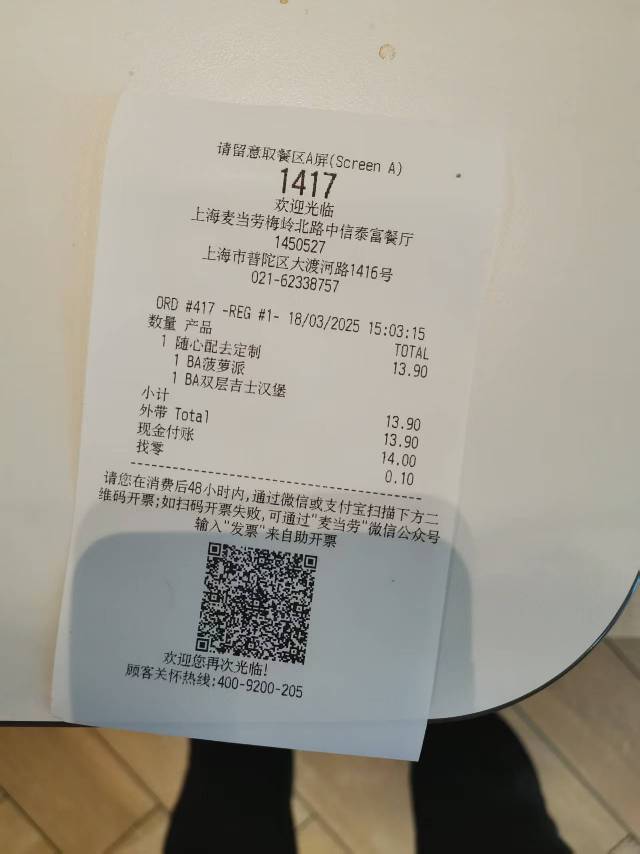 请留意取餐区A屏(Screen A)
1417
欢迎光临
上海麦当劳梅岭北路中信泰富餐厅
1450527
上海市普陀区大渡河路1416号
021-62338757
ORD #417 -REG #1- 18/03/2025 15:03:15
数量 产品 TOTAL
1 随心配去定制 13.90
1 BA菠萝派
1 BA双层吉士汉堡
小计 13.90
外带 Total 13.90
现金付账 14.00
找零 0.10
请您在消费后48小时内,通过微信或支付宝扫描下方二
维码开票;如扫码开票失败,可通过"麦当劳"微信公众号
输入"发票"来自助开票
欢迎您再次光临!
顾客关怀热线:400-9200-205